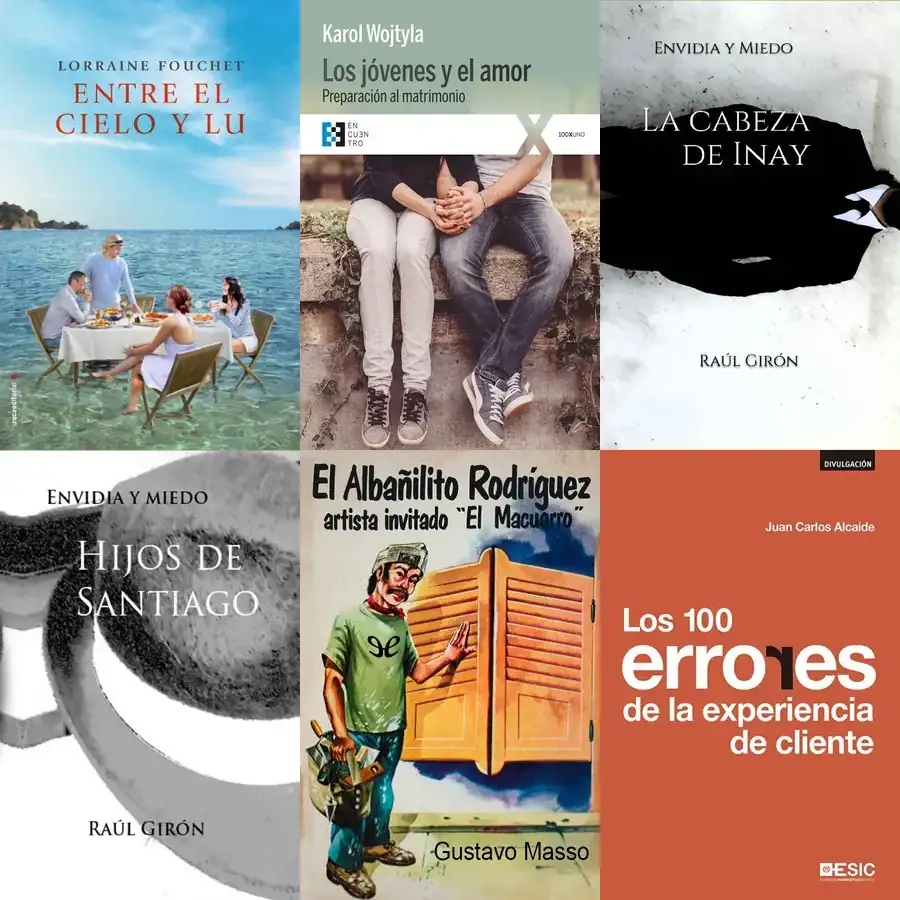 LORRAINE FOUCHET
ENTRE EL
CIELO Y LU
rocaeditorial
Karol Wojtyla
Los jóvenes y el amor
Preparación al matrimonio
EN
CUEN
TRO
100XUNO
ENVIDIA Y MIEDO
LA CABEZA
DE INAY
RAÚL GIRÓN
ENVIDIA Y MIEDO
HIJOS DE
SANTIAGO
RAÚL GIRÓN
El Albañilito Rodríguez
artista invitado "El Macuarro"
Gustavo Masso
DIVULGACIÓN
Juan Carlos Alcaide
Los 100
errores
de la experiencia
de cliente
ESIC